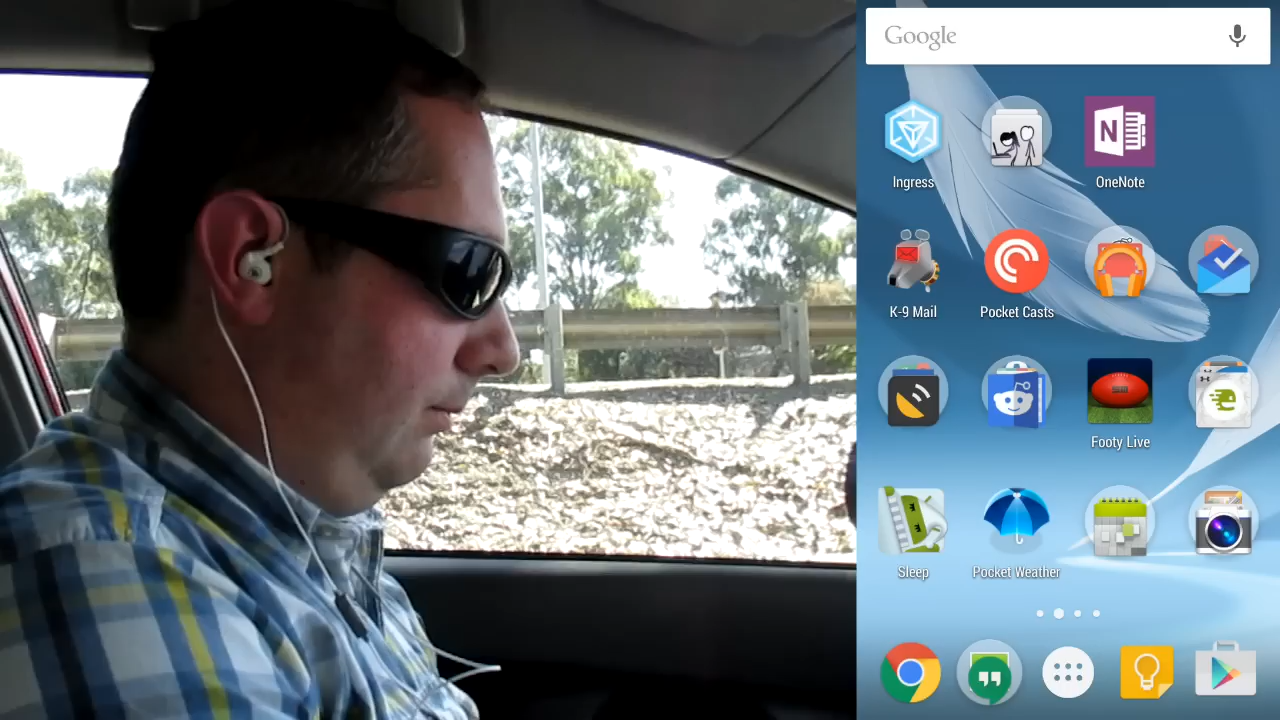 Google
Ingress
OneNote
N
K-9 Mail
Pocket Casts
Footy Live
Sleep
Pocket Weather